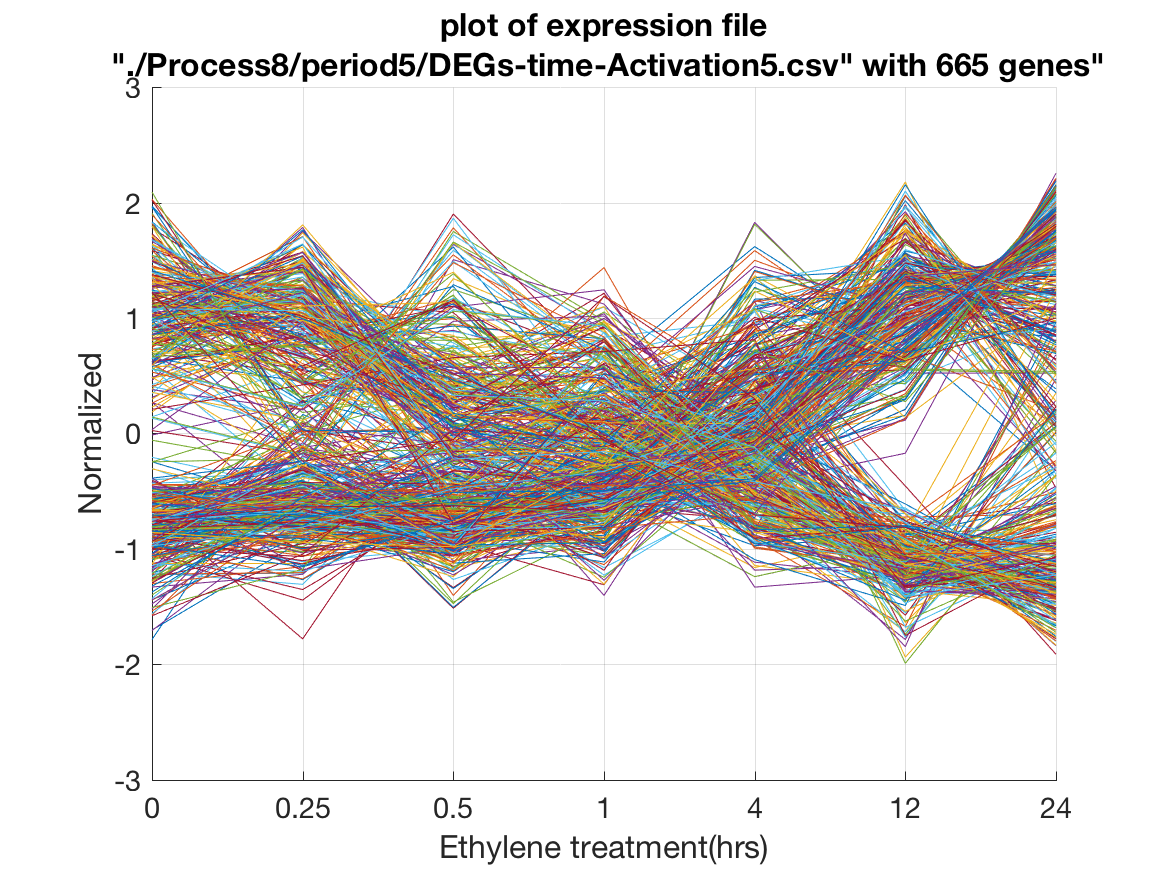 plot of expression file
"./Process8/period5/DEGs-time-Activation5.csv" with 665 genes"
3
2
1
0
-1
-2
-3
Normalized
0 0.25 0.5 1 4 12 24
Ethylene treatment(hrs)